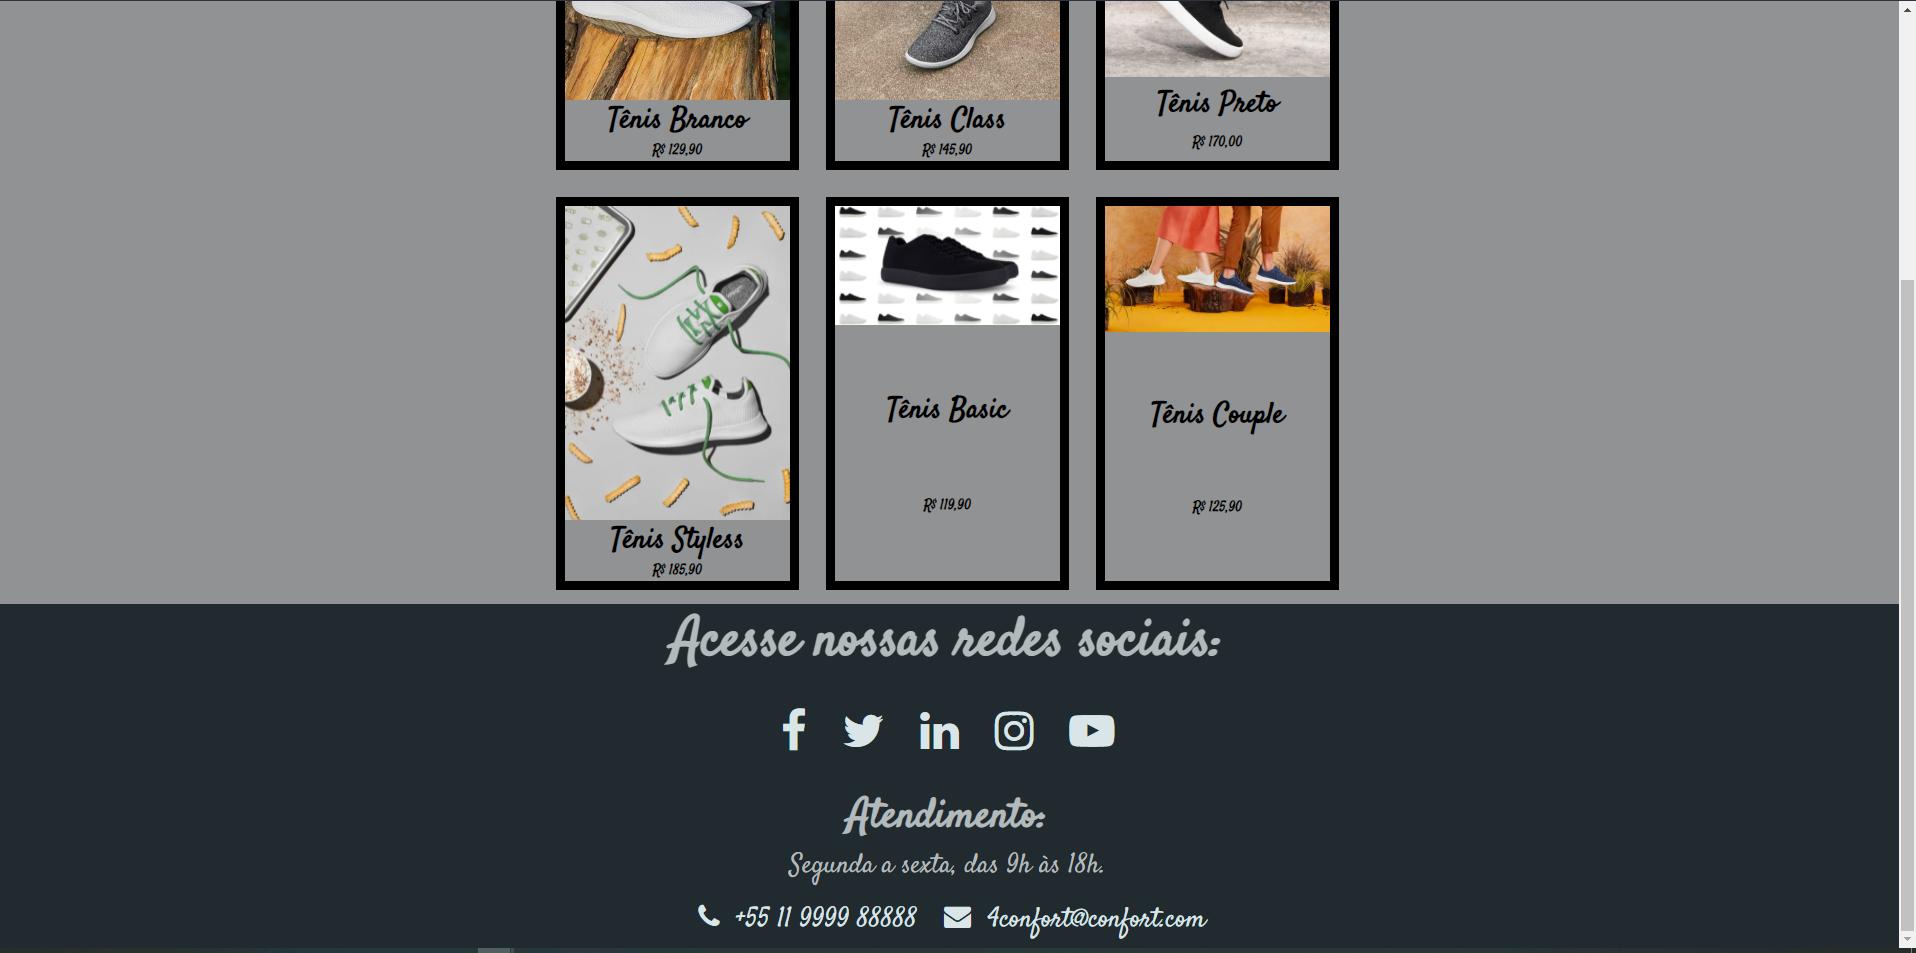 Tênis Branco
R$ 129,90
Tênis Class
R$ 145,90
Tênis Preto
R$ 170,00
Tênis Styless
R$ 185,90
Tênis Basic
R$ 119,90
Tênis Couple
R$ 125,90
Acesse nossas redes sociais:
Atendimento:
Segunda a sexta, das 9h às 18h.
+55 11 9999 88888 4confort@confort.com